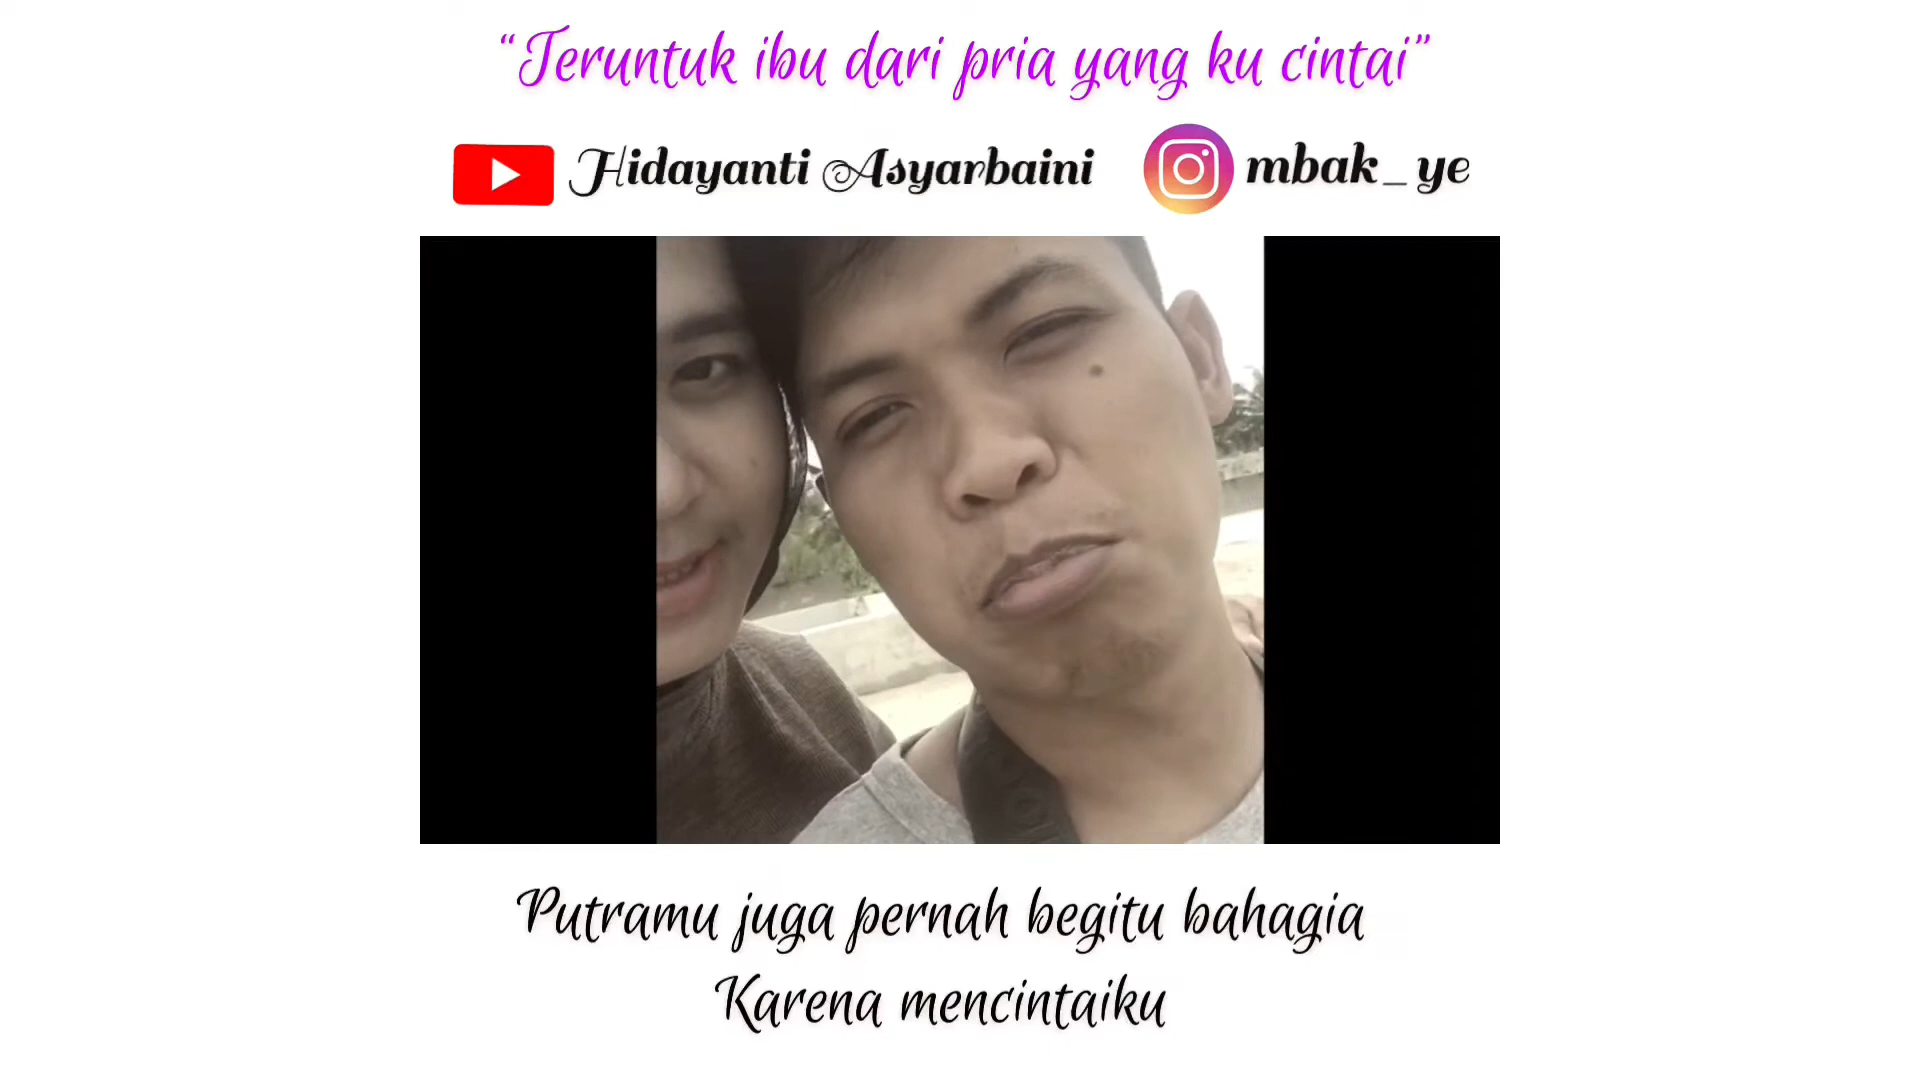 “Teruntuk ibu dari pria yang ku cintai”
Hidayanti Asyarbaini mbak_ye
Putramu juga pernah begitu bahagia
Karena mencintaiku